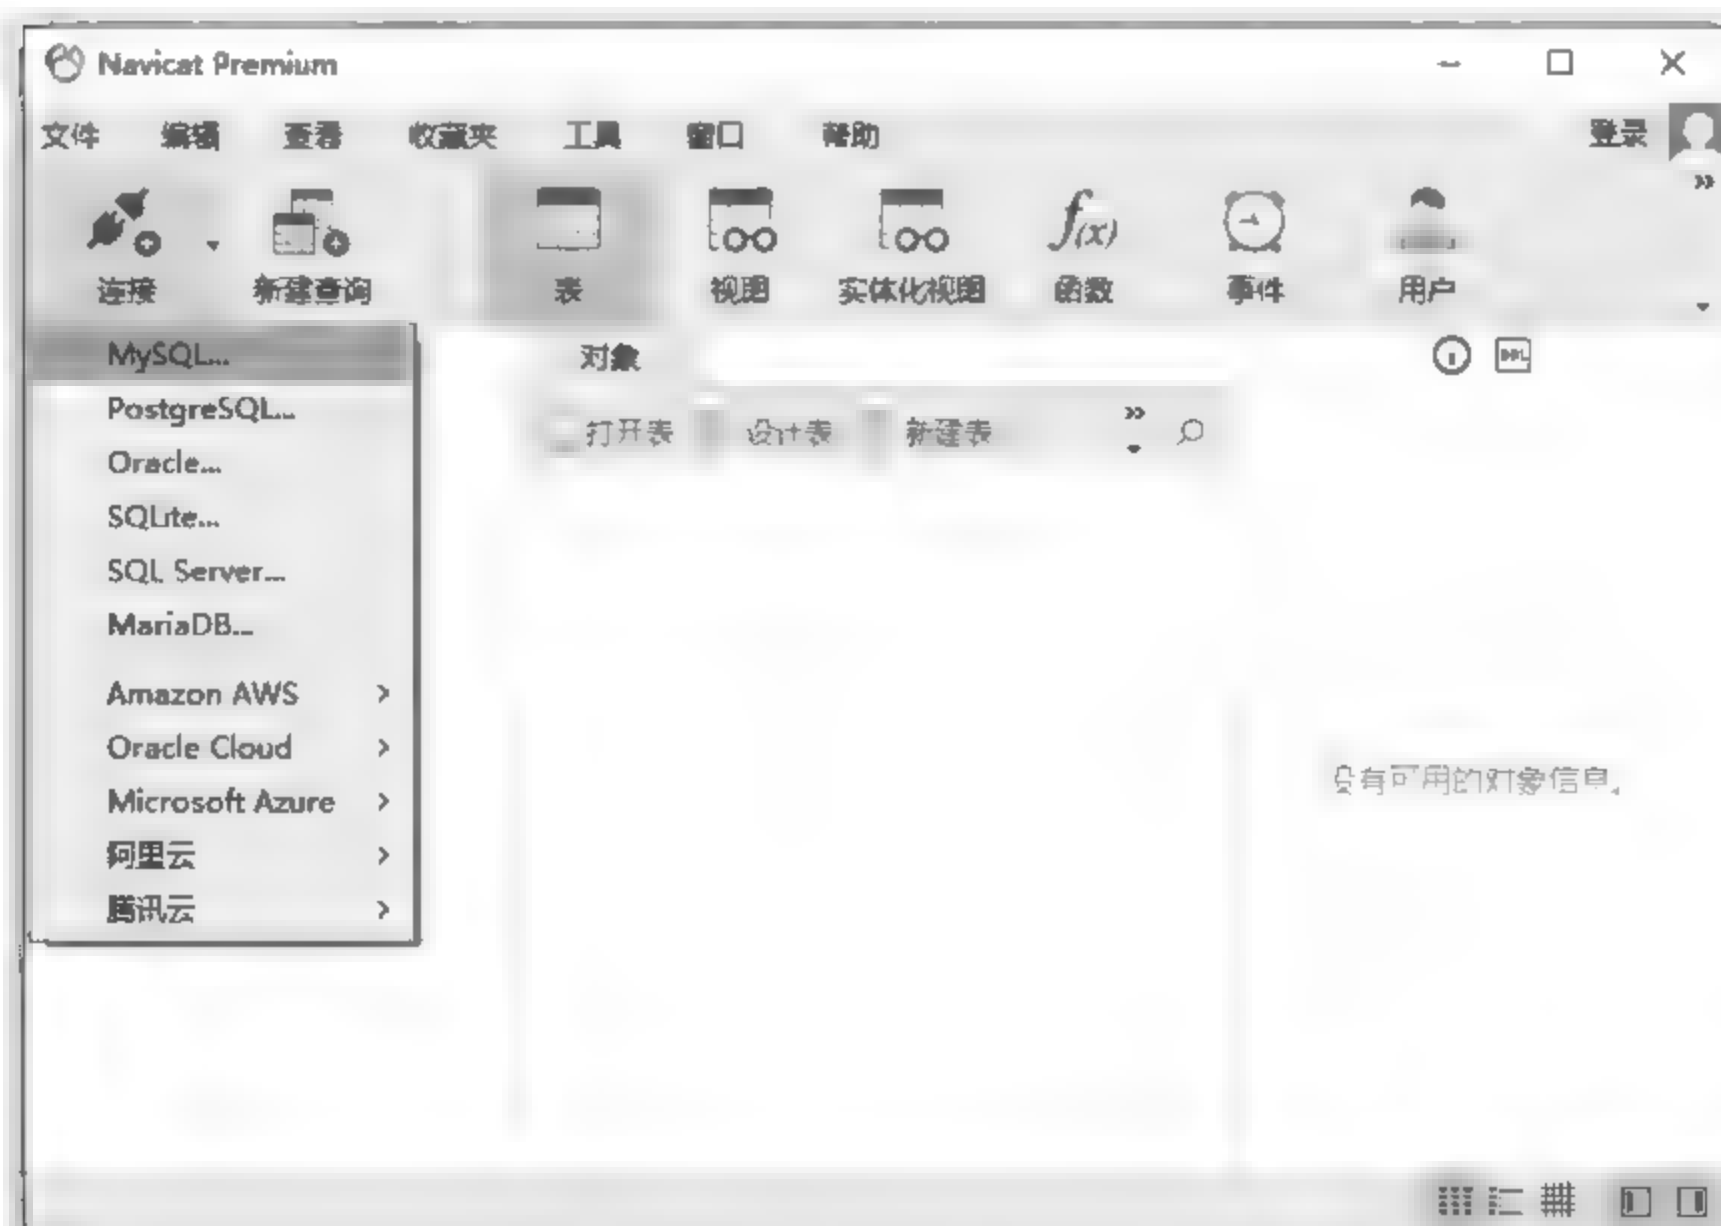 Navicat Premium
文件 编辑 查看 收藏夹 工具 窗口 帮助 登录
连接 新建查询 表 视图 实体化视图 f(x) 函数 事件 用户
MySQL...
PostgreSQL...
Oracle...
SQLite...
SQL Server...
MariaDB...
Amazon AWS
Oracle Cloud
Microsoft Azure
阿里云
腾讯云
对象 DDL
打开表 设计表 新建表
没有可用的对象信息。